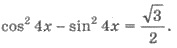 cos² 4x − sin² 4x = √3/2.